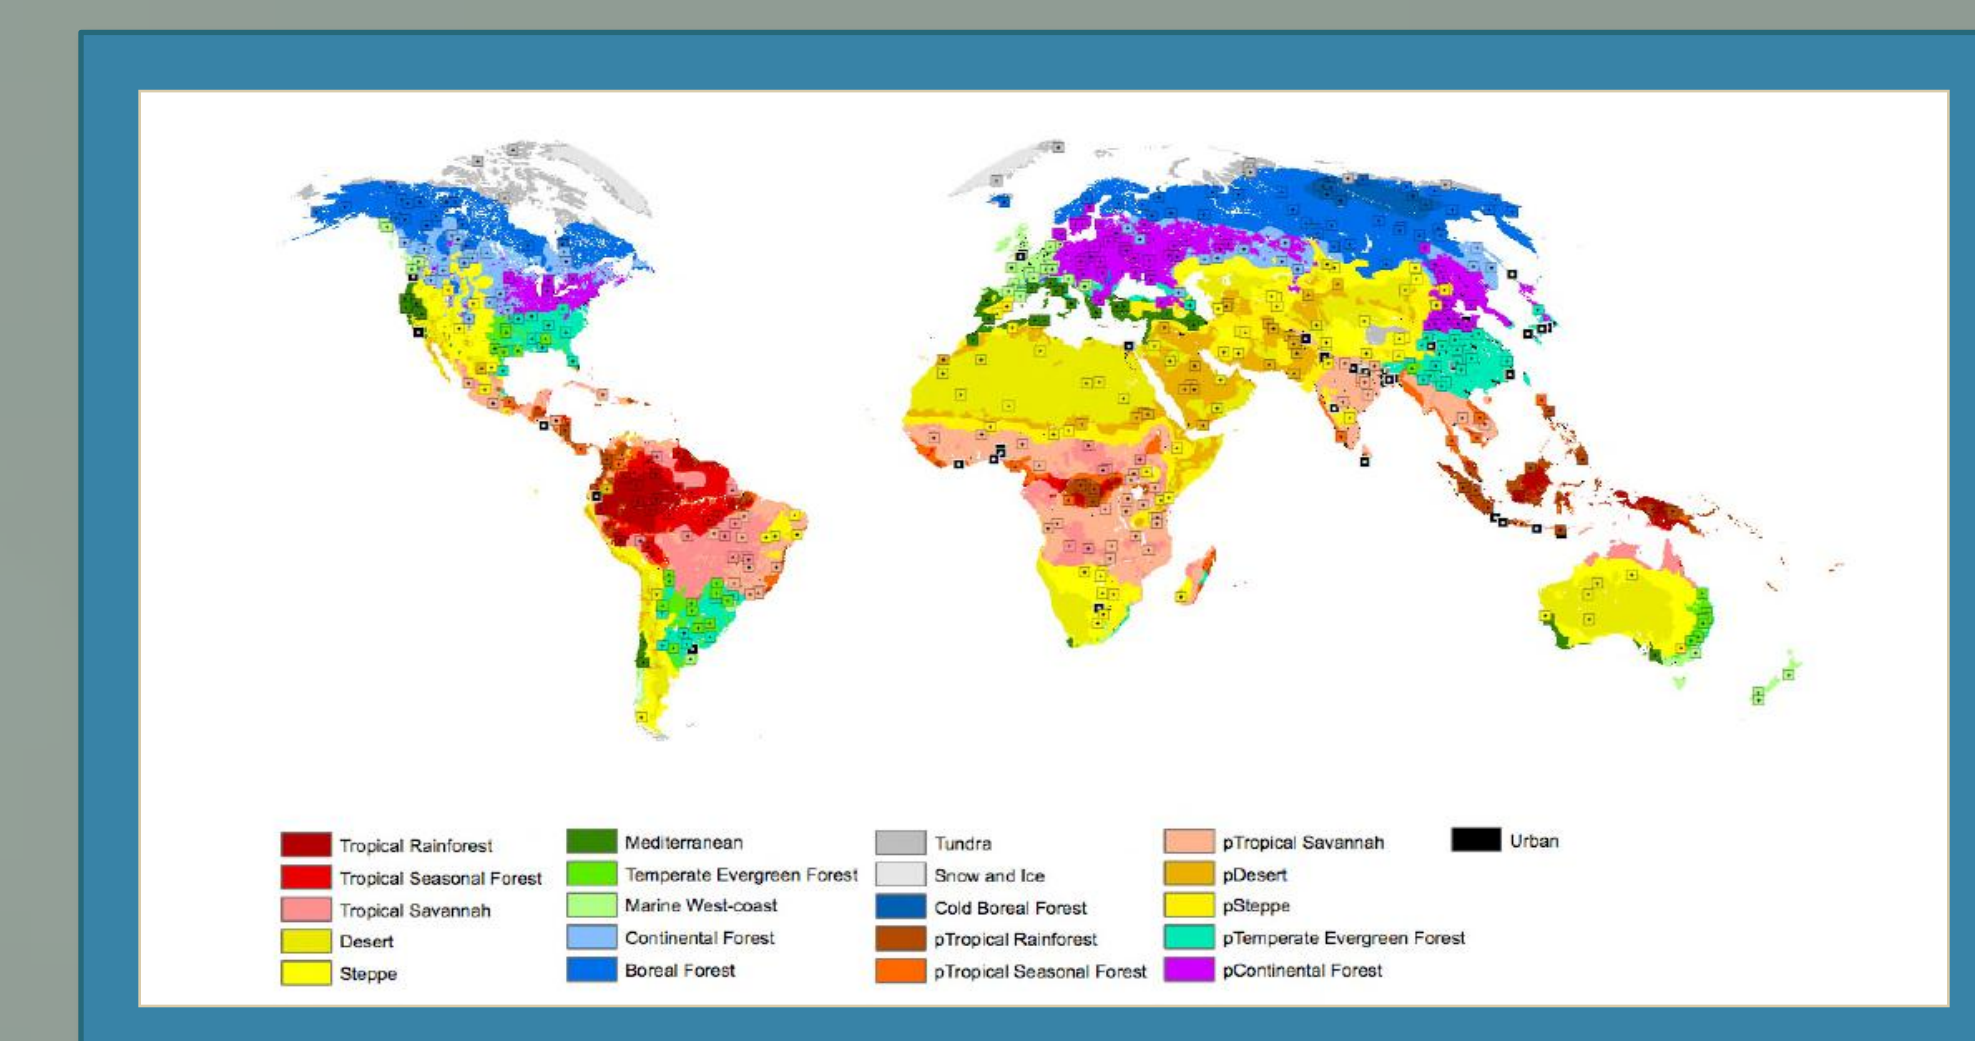 Tropical Rainforest
Tropical Seasonal Forest
Tropical Savannah
Desert
Steppe
Mediterranean
Temperate Evergreen Forest
Marine West-coast
Continental Forest
Boreal Forest
Tundra
Snow and Ice
Cold Boreal Forest
pTropical Rainforest
pTropical Seasonal Forest
pTropical Savannah
pDesert
pSteppe
pTemperate Evergreen Forest
pContinental Forest
Urban